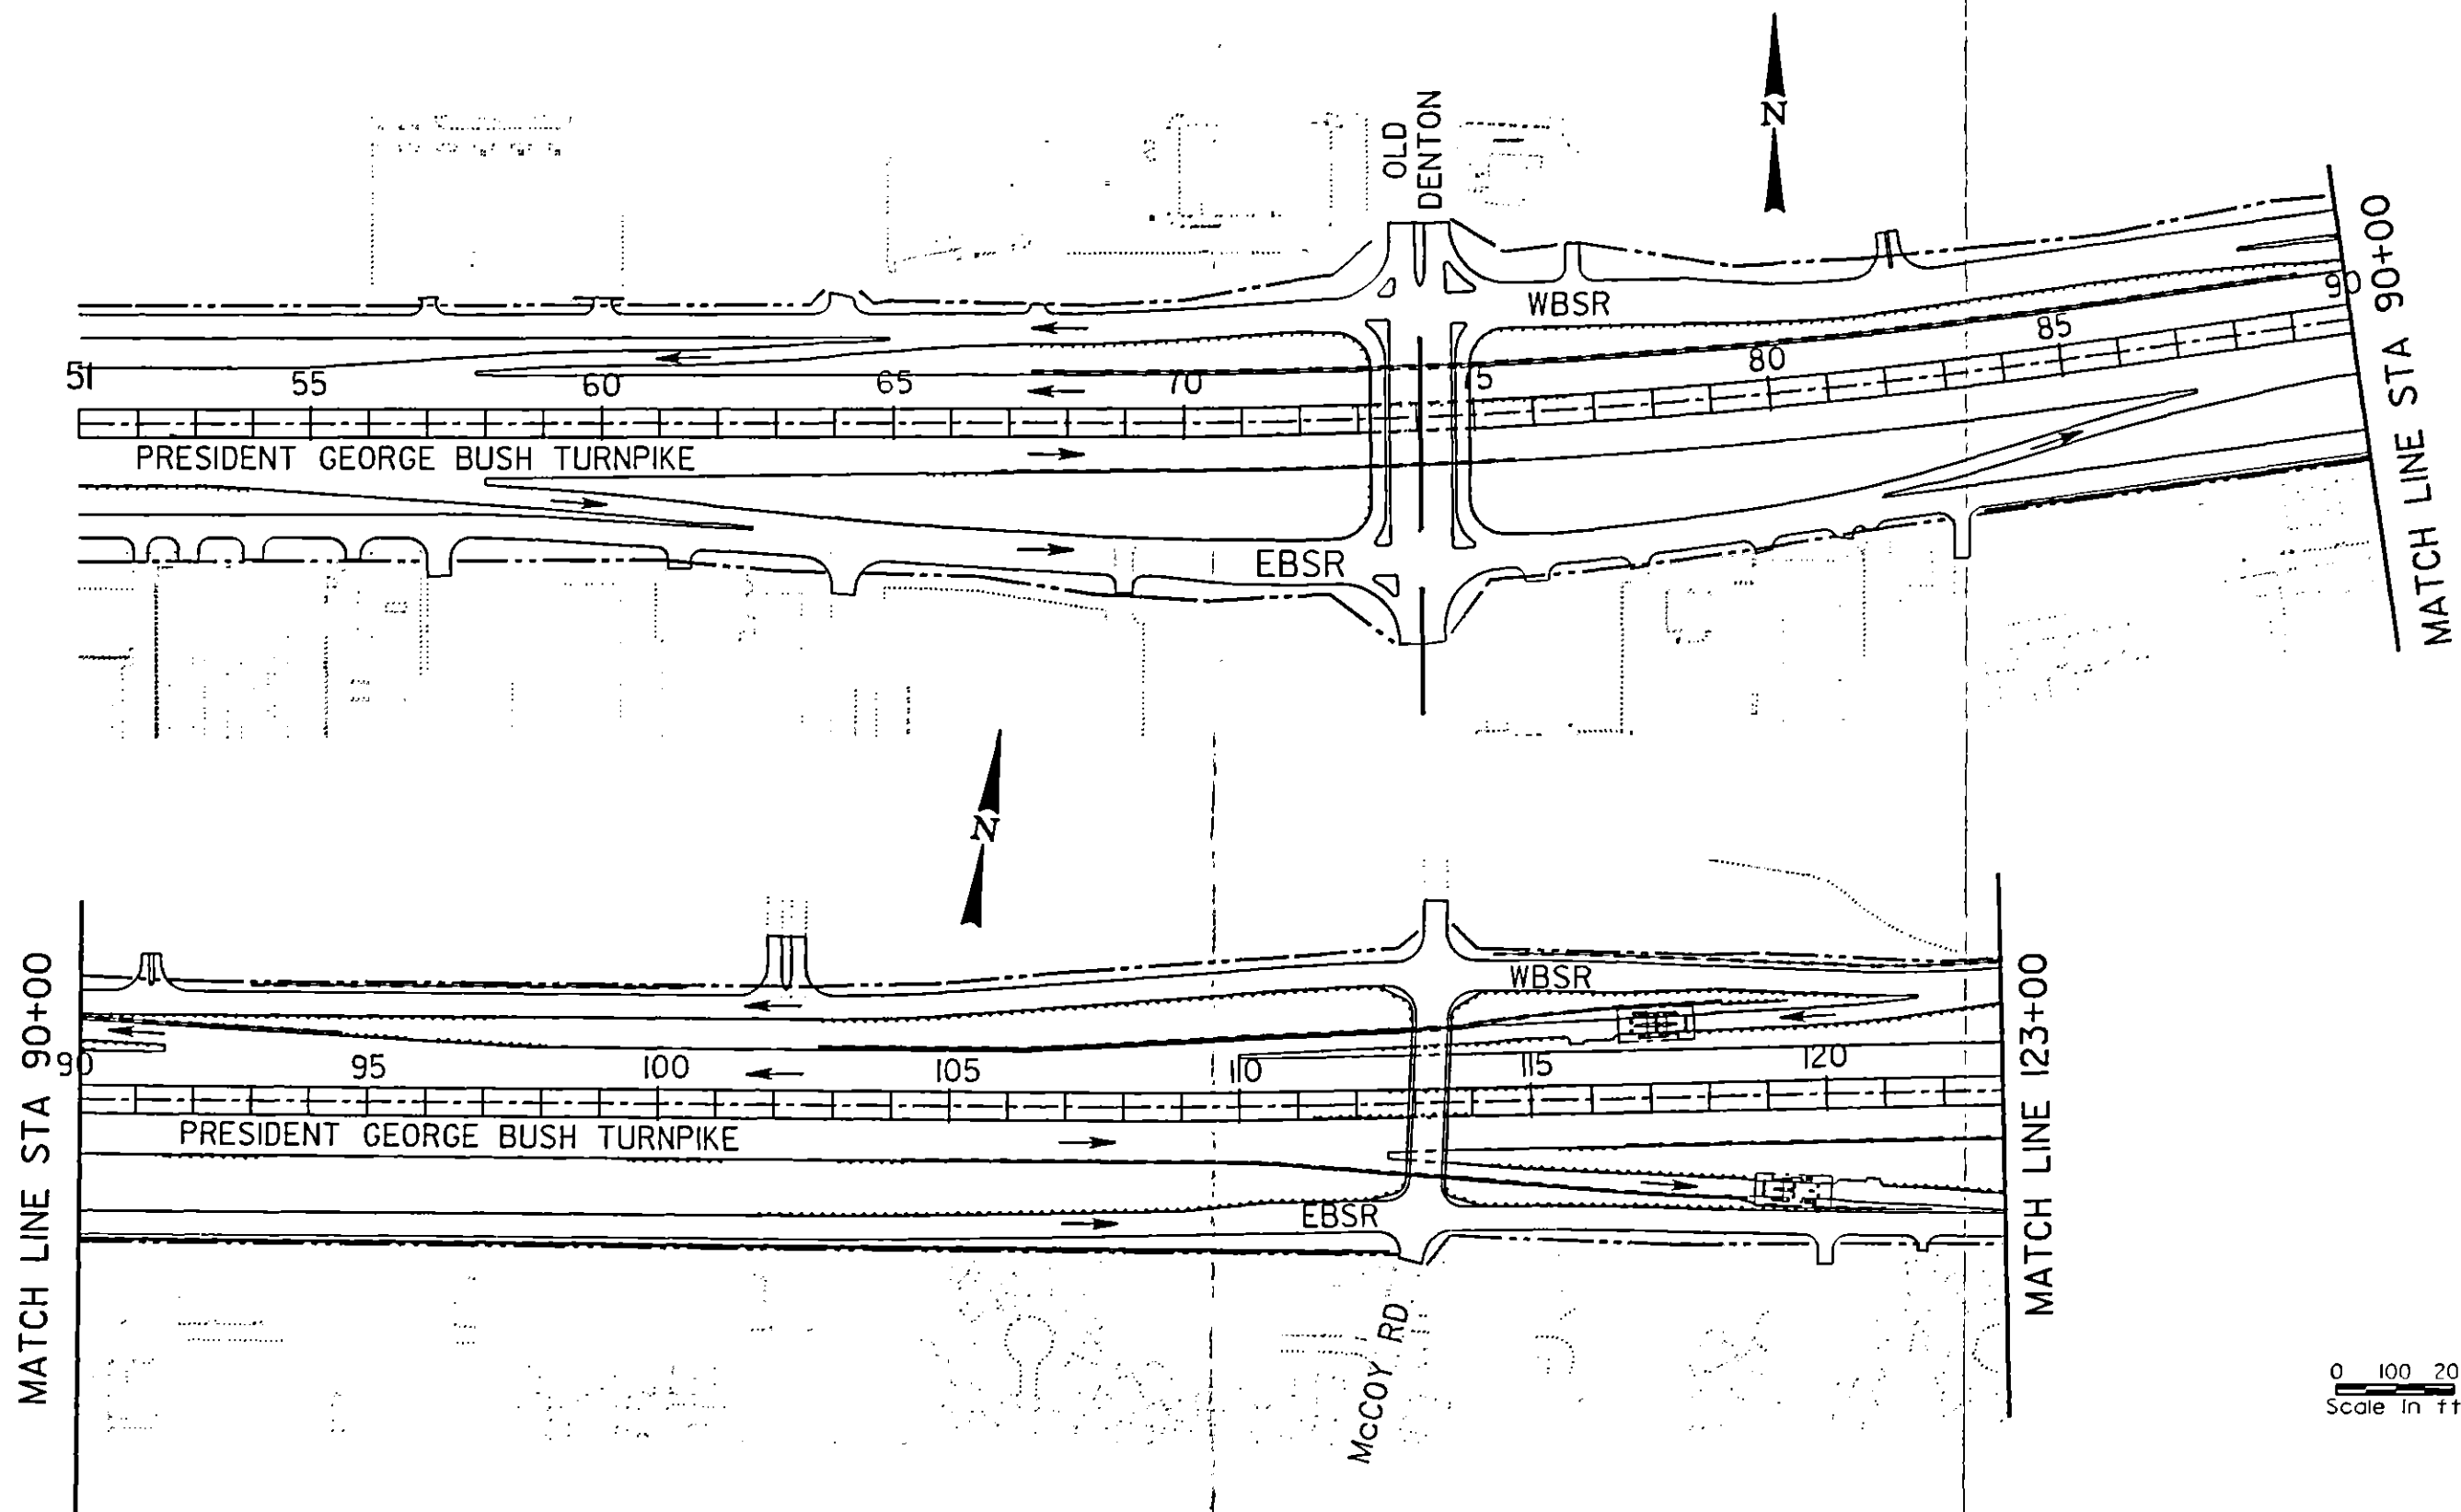 OLD
DENTON
N
WBSR
90+00
MATCH LINE STA
51
55
60
65
70
75
80
85
90
PRESIDENT GEORGE BUSH TURNPIKE
EBSR
N
MATCH LINE STA 90+00
WBSR
90
95
100
105
110
115
120
PRESIDENT GEORGE BUSH TURNPIKE
EBSR
MATCH LINE 123+00
McCOY RD
0 100 20
Scale in ft